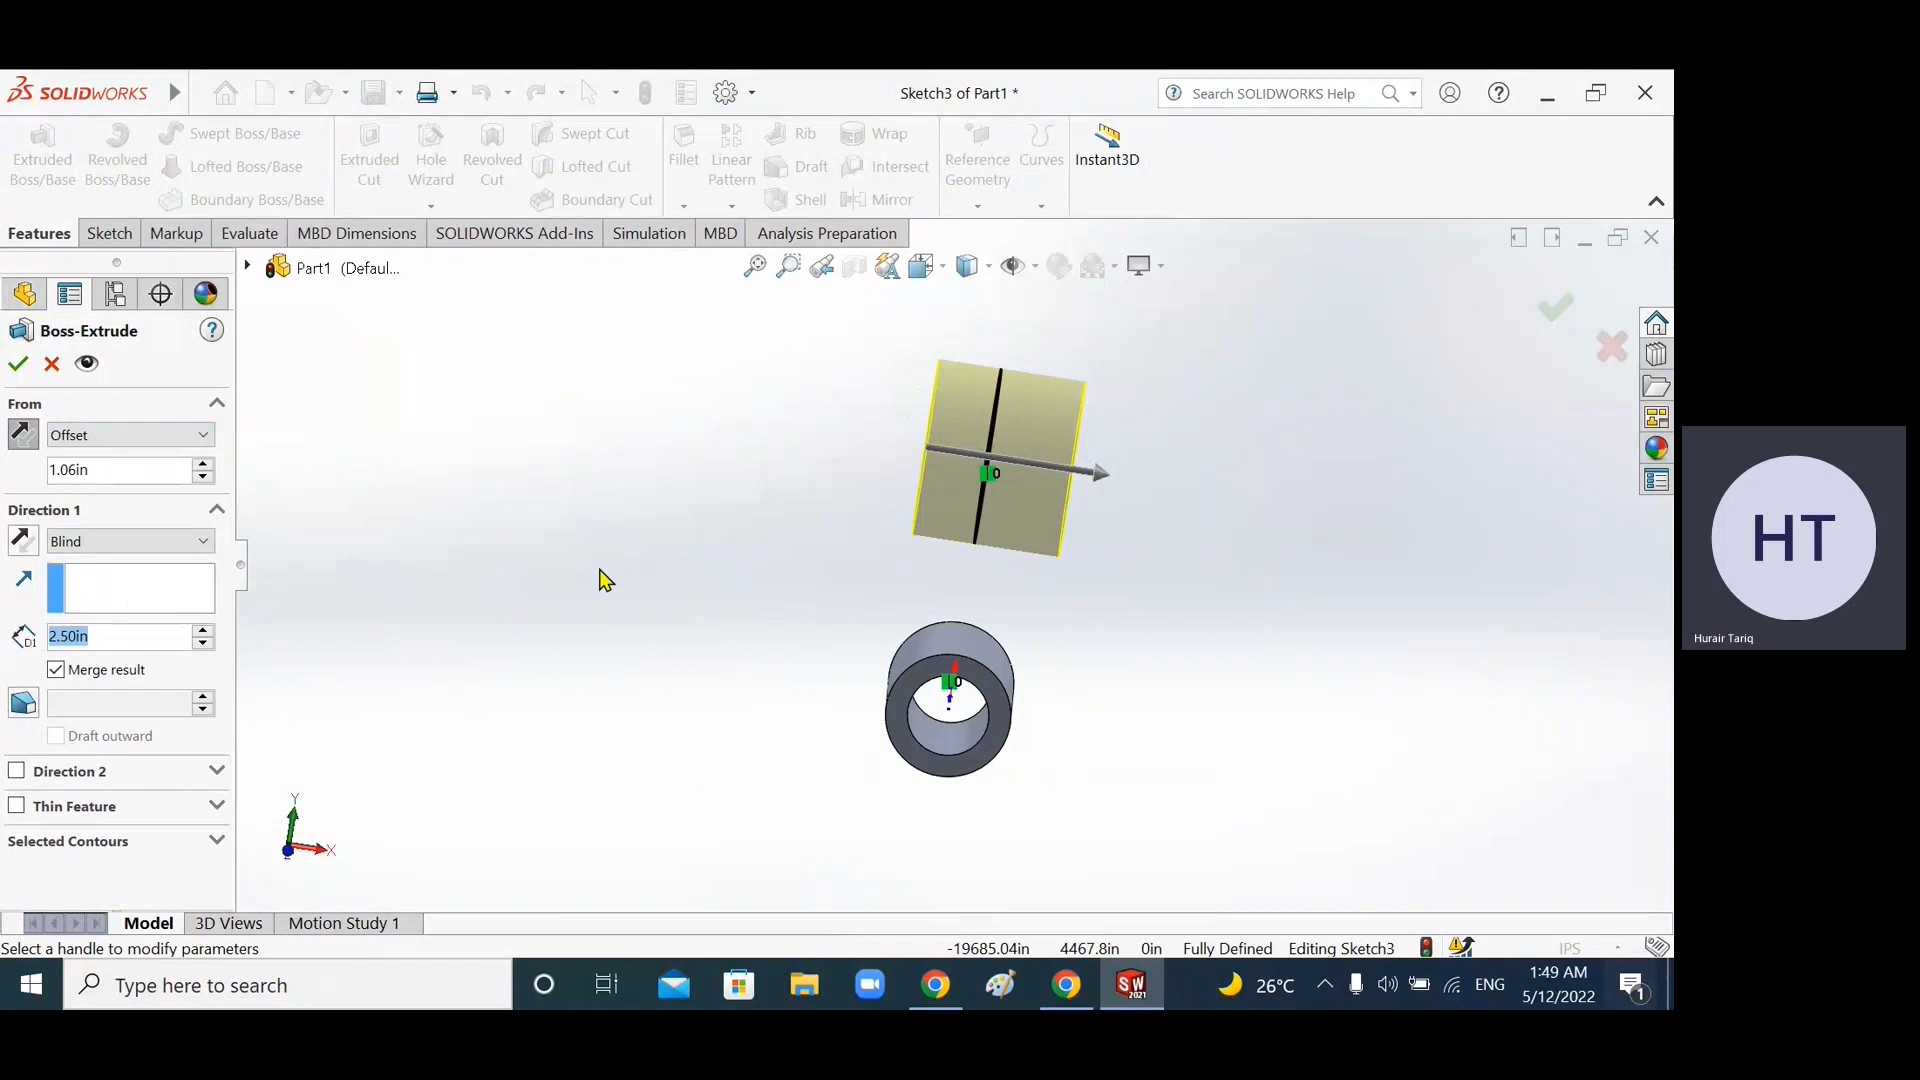 SOLIDWORKS
Sketch3 of Part1 *
Search SOLIDWORKS Help
Extruded Boss/Base
Revolved Boss/Base
Swept Boss/Base
Lofted Boss/Base
Boundary Boss/Base
Extruded Cut
Hole Wizard
Revolved Cut
Swept Cut
Lofted Cut
Boundary Cut
Fillet
Linear Pattern
Rib
Draft
Shell
Wrap
Intersect
Mirror
Reference Geometry
Curves
Instant3D
Features
Sketch
Markup
Evaluate
MBD Dimensions
SOLIDWORKS Add-Ins
Simulation
MBD
Analysis Preparation
Part1 (Defaul...
Boss-Extrude
From
Offset
1.06in
Direction 1
Blind
D1
2.50in
Merge result
Draft outward
Direction 2
Thin Feature
Selected Contours
0
0
Y
X
Z
HT
Hurair Tariq
Model
3D Views
Motion Study 1
Select a handle to modify parameters
-19685.04in
4467.8in
0in
Fully Defined
Editing Sketch3
IPS
-
Type here to search
SW
2021
26°C
ENG
1:49 AM
5/12/2022
1